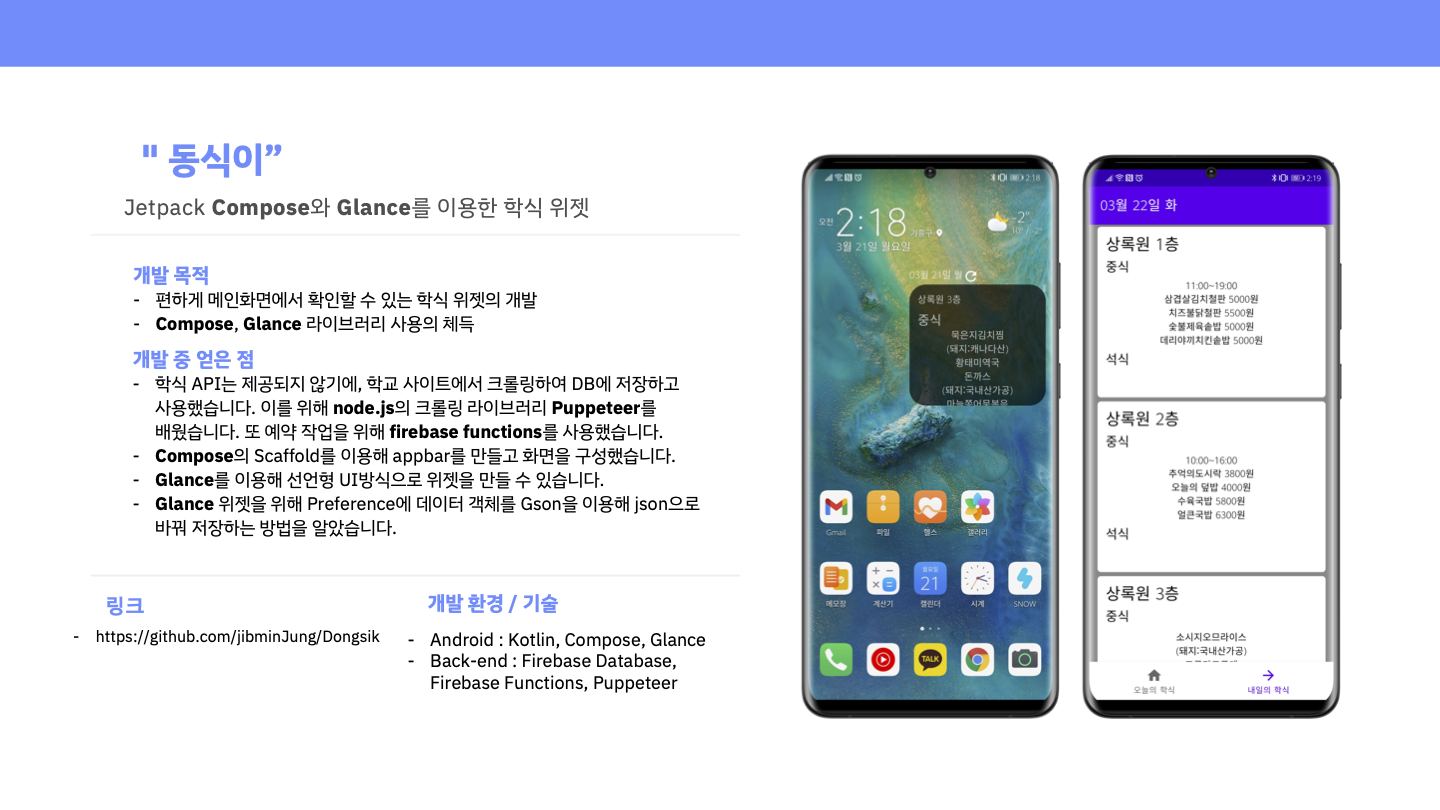 " 동식이”
Jetpack Compose와 Glance를 이용한 학식 위젯
개발 목적
- 편하게 메인화면에서 확인할 수 있는 학식 위젯의 개발
- Compose, Glance 라이브러리 사용의 체득
개발 중 얻은 점
- 학식 API는 제공되지 않기에, 학교 사이트에서 크롤링하여 DB에 저장하고
사용했습니다. 이를 위해 node.js의 크롤링 라이브러리 Puppeteer를
배웠습니다. 또 예약 작업을 위해 firebase functions를 사용했습니다.
- Compose의 Scaffold를 이용해 appbar를 만들고 화면을 구성했습니다.
- Glance를 이용해 선언형 UI방식으로 위젯을 만들 수 있습니다.
- Glance 위젯을 위해 Preference에 데이터 객체를 Gson을 이용해 json으로
바꿔 저장하는 방법을 알았습니다.
링크
- https://github.com/jibminJung/Dongsik
개발 환경 / 기술
- Android : Kotlin, Compose, Glance
- Back-end : Firebase Database,
Firebase Functions, Puppeteer
2:18
오전 2:18
3월 21일 월요일
-2°
03월 21일 월
상록원 3층
중식
묵은지김치찜
(돼지:캐나다산)
황태미역국
돈까스
(돼지:국내산가공)
Gmail
파일
헬스
갤러리
메모장
계산기
월요일
21
캘린더
시계
SNOW
TALK
2:19
03월 22일 화
상록원 1층
중식
11:00~19:00
삼겹살김치철판 5000원
치즈불닭철판 5500원
숯불제육솥밥 5000원
데리야끼치킨솥밥 5000원
석식
상록원 2층
중식
10:00~16:00
추억의도시락 3800원
오늘의 덮밥 4000원
수육국밥 5800원
얼큰국밥 6300원
석식
상록원 3층
중식
소시지오므라이스
(돼지:국내산가공)
오늘의 학식
내일의 학식